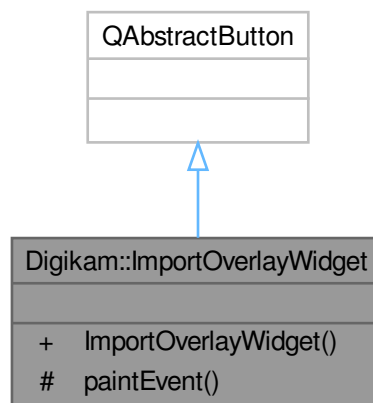 QAbstractButton
Digikam::ImportOverlayWidget
+ ImportOverlayWidget()
# paintEvent()